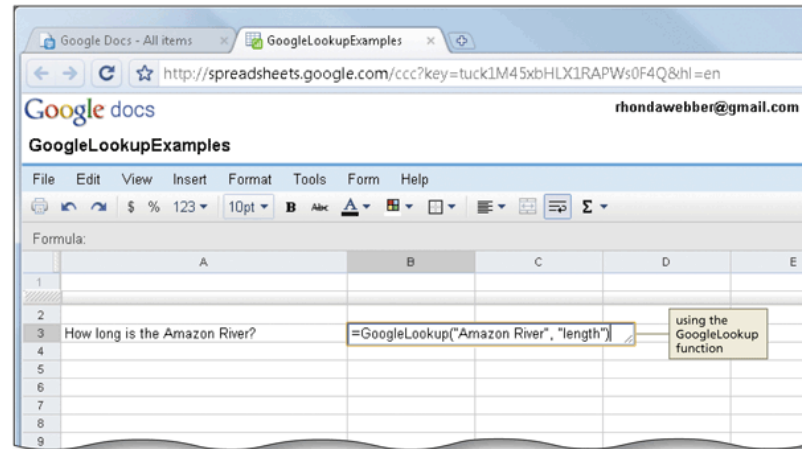 Google Docs - All items
GoogleLookupExamples
http://spreadsheets.google.com/ccc?key=tuck1M45xbHLX1RAPWs0F4Q&hl=en
Google docs
rhondawebber@gmail.com
GoogleLookupExamples
File Edit View Insert Format Tools Form Help
$ % 123 10pt B Abc A Σ
Formula:
A B C D E
1
2
3 How long is the Amazon River? =GoogleLookup("Amazon River", "length")
using the
GoogleLookup
function
4
5
6
7
8
9